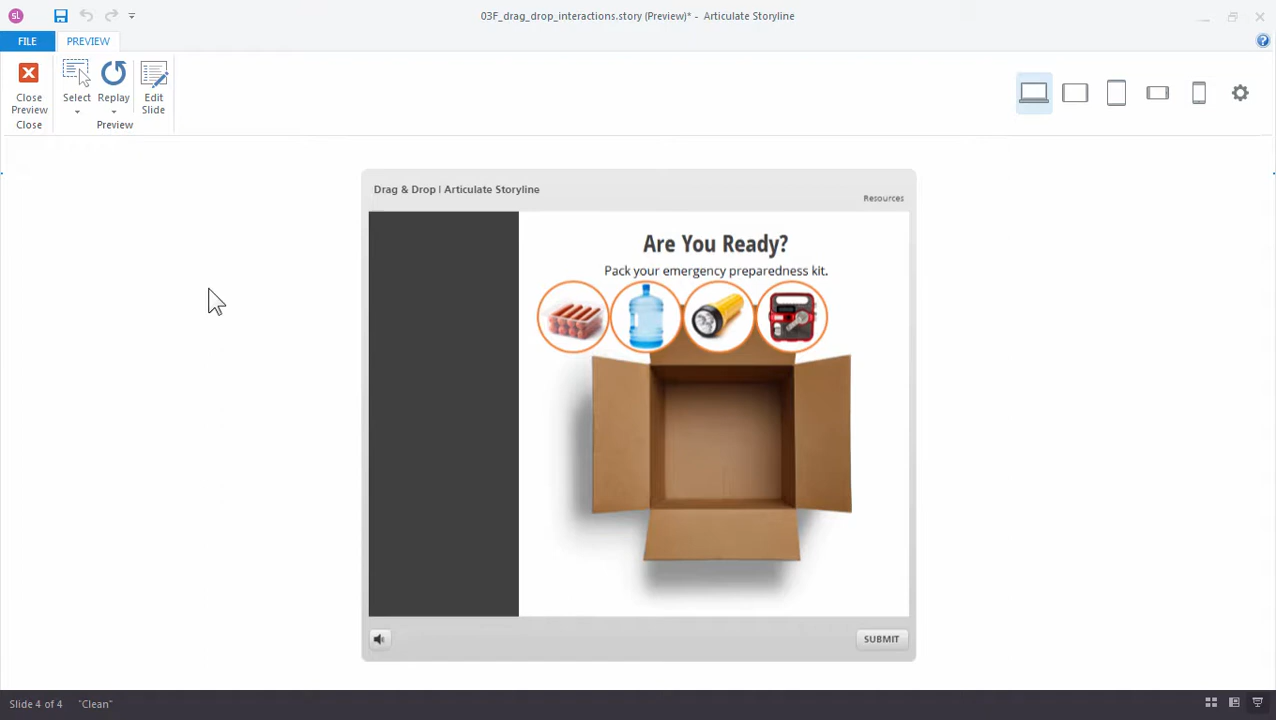 sl
03F_drag_drop_interactions.story (Preview)* - Articulate Storyline
FILE
PREVIEW
?
Close Preview
Select
Replay
Edit Slide
Close
Preview
Drag & Drop | Articulate Storyline
Resources
Are You Ready?
Pack your emergency preparedness kit.
SUBMIT
Slide 4 of 4
"Clean"